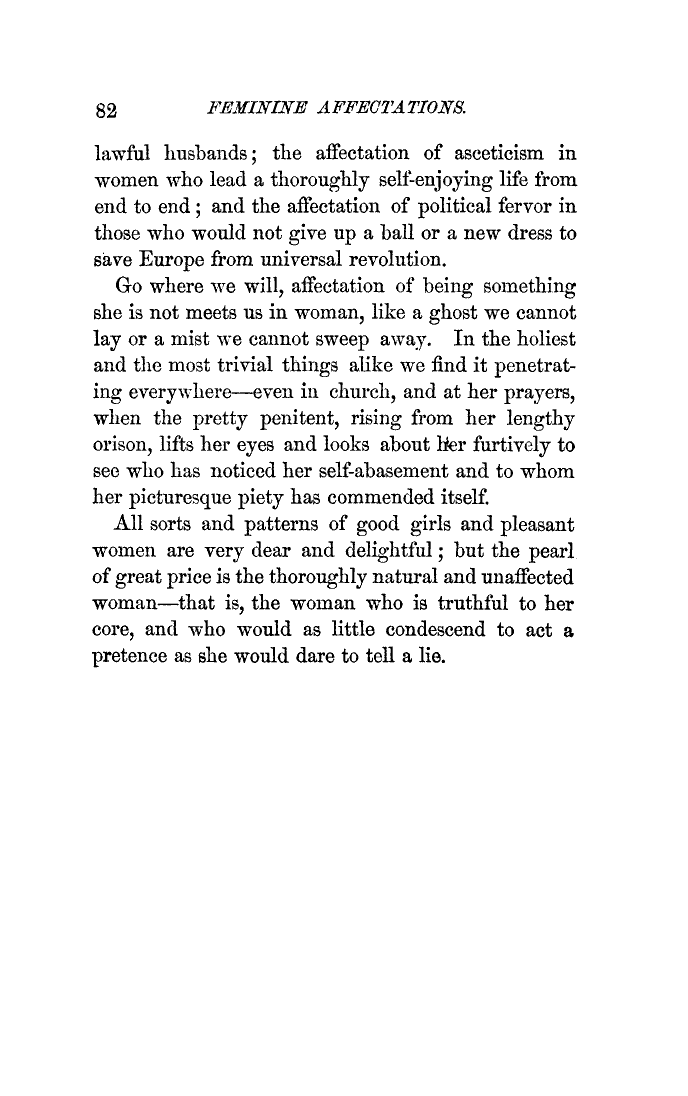 82 FEMININE AFFECTATIONS.
lawful husbands; the affectation of asceticism in
women who lead a thoroughly self-enjoying life from
end to end; and the affectation of political fervor in
those who would not give up a ball or a new dress to
save Europe from universal revolution.
Go where we will, affectation of being something
she is not meets us in woman, like a ghost we cannot
lay or a mist we cannot sweep away. In the holiest
and the most trivial things alike we find it penetrat-
ing everywhere—even in church, and at her prayers,
when the pretty penitent, rising from her lengthy
orison, lifts her eyes and looks about her furtively to
see who has noticed her self-abasement and to whom
her picturesque piety has commended itself.
All sorts and patterns of good girls and pleasant
women are very dear and delightful; but the pearl
of great price is the thoroughly natural and unaffected
woman—that is, the woman who is truthful to her
core, and who would as little condescend to act a
pretence as she would dare to tell a lie.